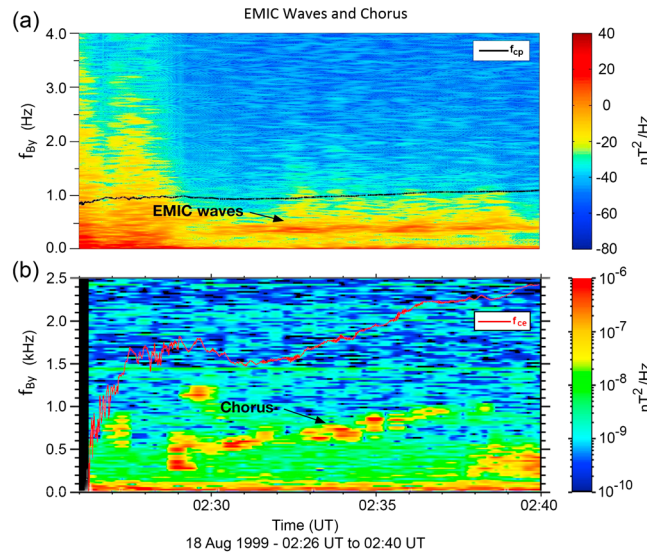 EMIC Waves and Chorus
(a)
4.0
3.0
2.0
1.0
0.0
f_By (Hz)
f_cp
EMIC waves
40
20
0
-20
-40
-60
-80
nT²/Hz
(b)
2.5
2.0
1.5
1.0
0.5
0.0
f_By (kHz)
f_ce
Chorus
10⁻⁶
10⁻⁷
10⁻⁸
10⁻⁹
10⁻¹⁰
nT²/Hz
02:30
02:35
02:40
Time (UT)
18 Aug 1999 - 02:26 UT to 02:40 UT